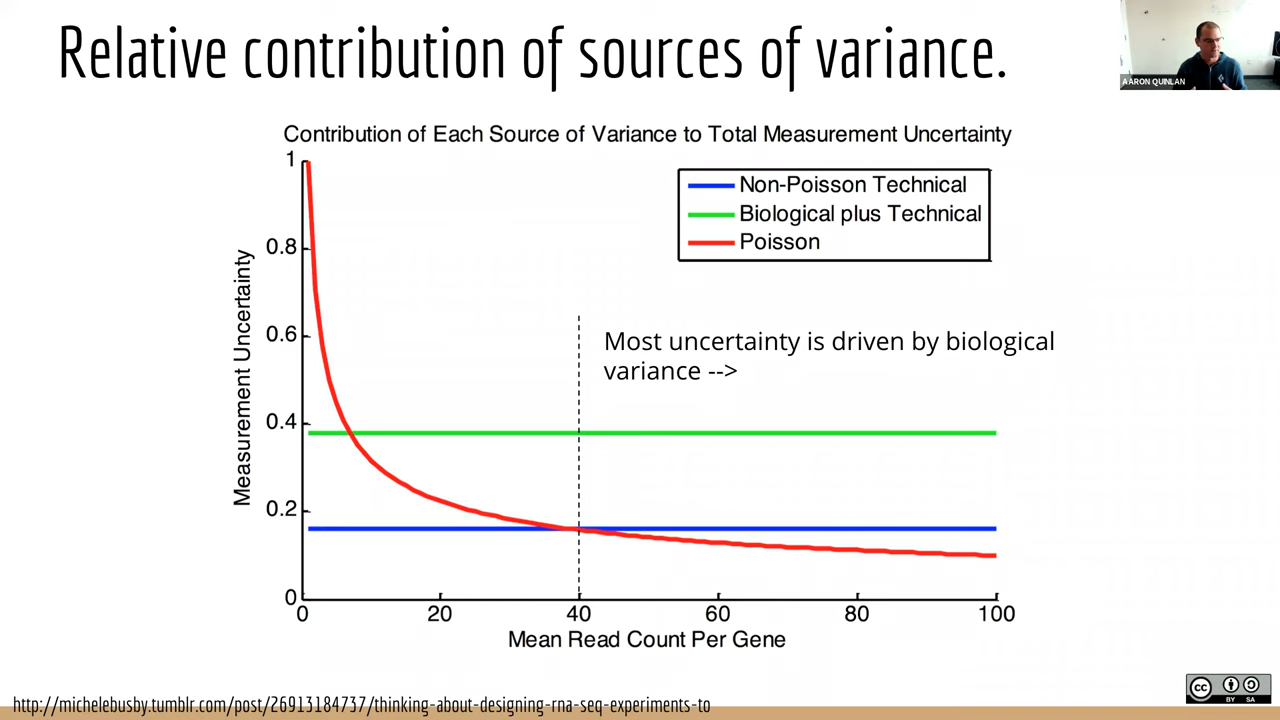 Relative contribution of sources of variance.
AARON QUINLAN
Contribution of Each Source of Variance to Total Measurement Uncertainty
1
0.8
0.6
0.4
0.2
0
Measurement Uncertainty
Non-Poisson Technical
Biological plus Technical
Poisson
Most uncertainty is driven by biological
variance -->
0 20 40 60 80 100
Mean Read Count Per Gene
http://michelebusby.tumblr.com/post/26913184737/thinking-about-designing-rna-seq-experiments-to
cc
BY SA